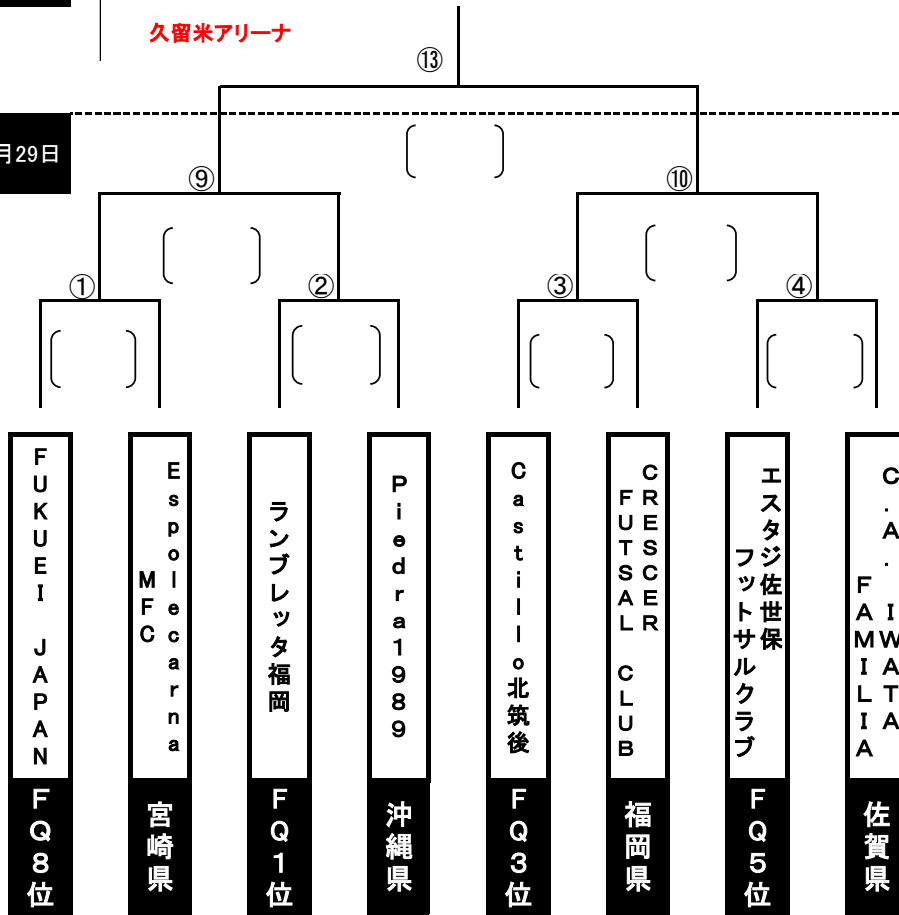 久留米アリーナ
⑬
月29日
⑨
⑩
①
②
③
④
ＦＵＫＵＥＩ　ＪＡＰＡＮ
Ｅｓｐｏｌｅｃａｒｎａ
ＭＦＣ
ランブレッタ福岡
Ｐｉｅｄｒａ１９８９
Ｃａｓｔｉｌｌｏ北筑後
ＣＲＥＳＣＥＲ
ＦＵＴＳＡＬ　ＣＬＵＢ
エスタジ佐世保
フットサルクラブ
Ｃ．Ａ．ＩＷＡＴＡ
ＦＡＭＩＬＩＡ
ＦＱ８位
宮崎県
ＦＱ１位
沖縄県
ＦＱ３位
福岡県
ＦＱ５位
佐賀県